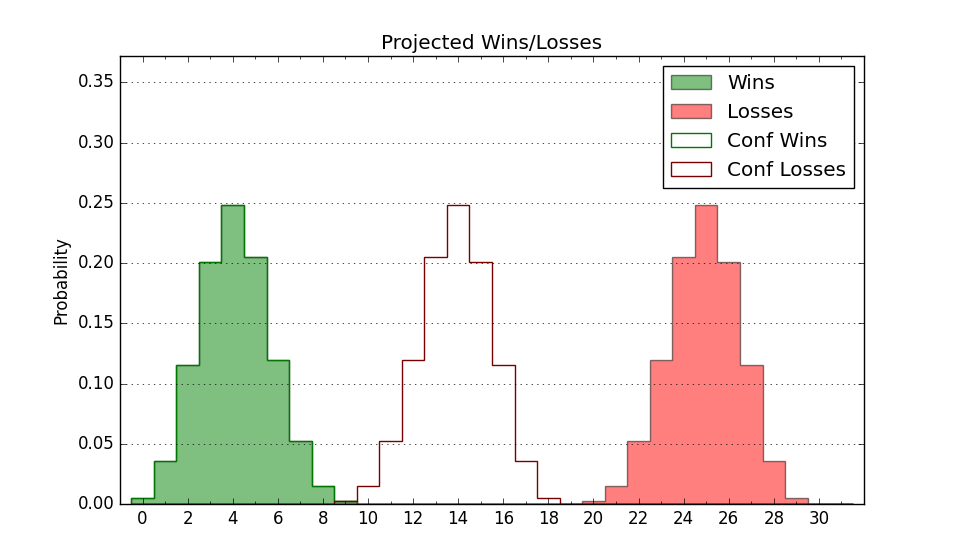 Projected Wins/Losses
0.35
0.30
0.25
0.20
0.15
0.10
0.05
0.00
Probability
Wins
Losses
Conf Wins
Conf Losses
0 2 4 6 8 10 12 14 16 18 20 22 24 26 28 30